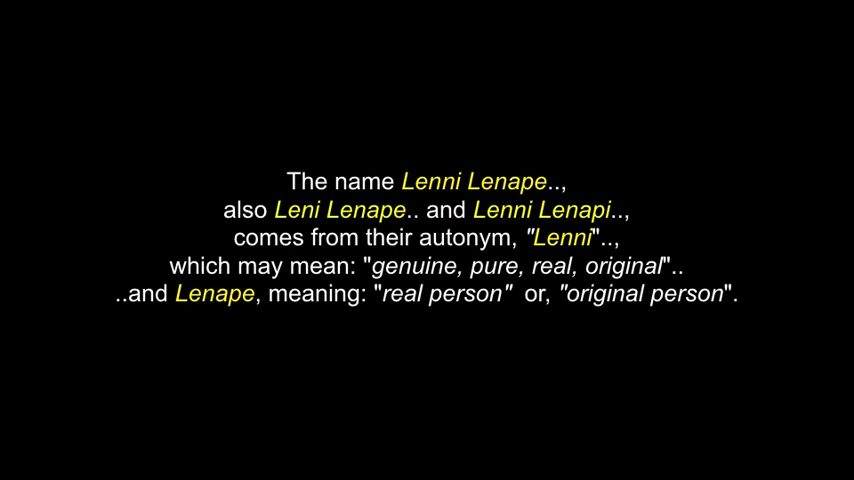 The name Lenni Lenape..,
also Leni Lenape.. and Lenni Lenapi..,
comes from their autonym, "Lenni"..,
which may mean: "genuine, pure, real, original"..
..and Lenape, meaning: "real person" or, "original person".